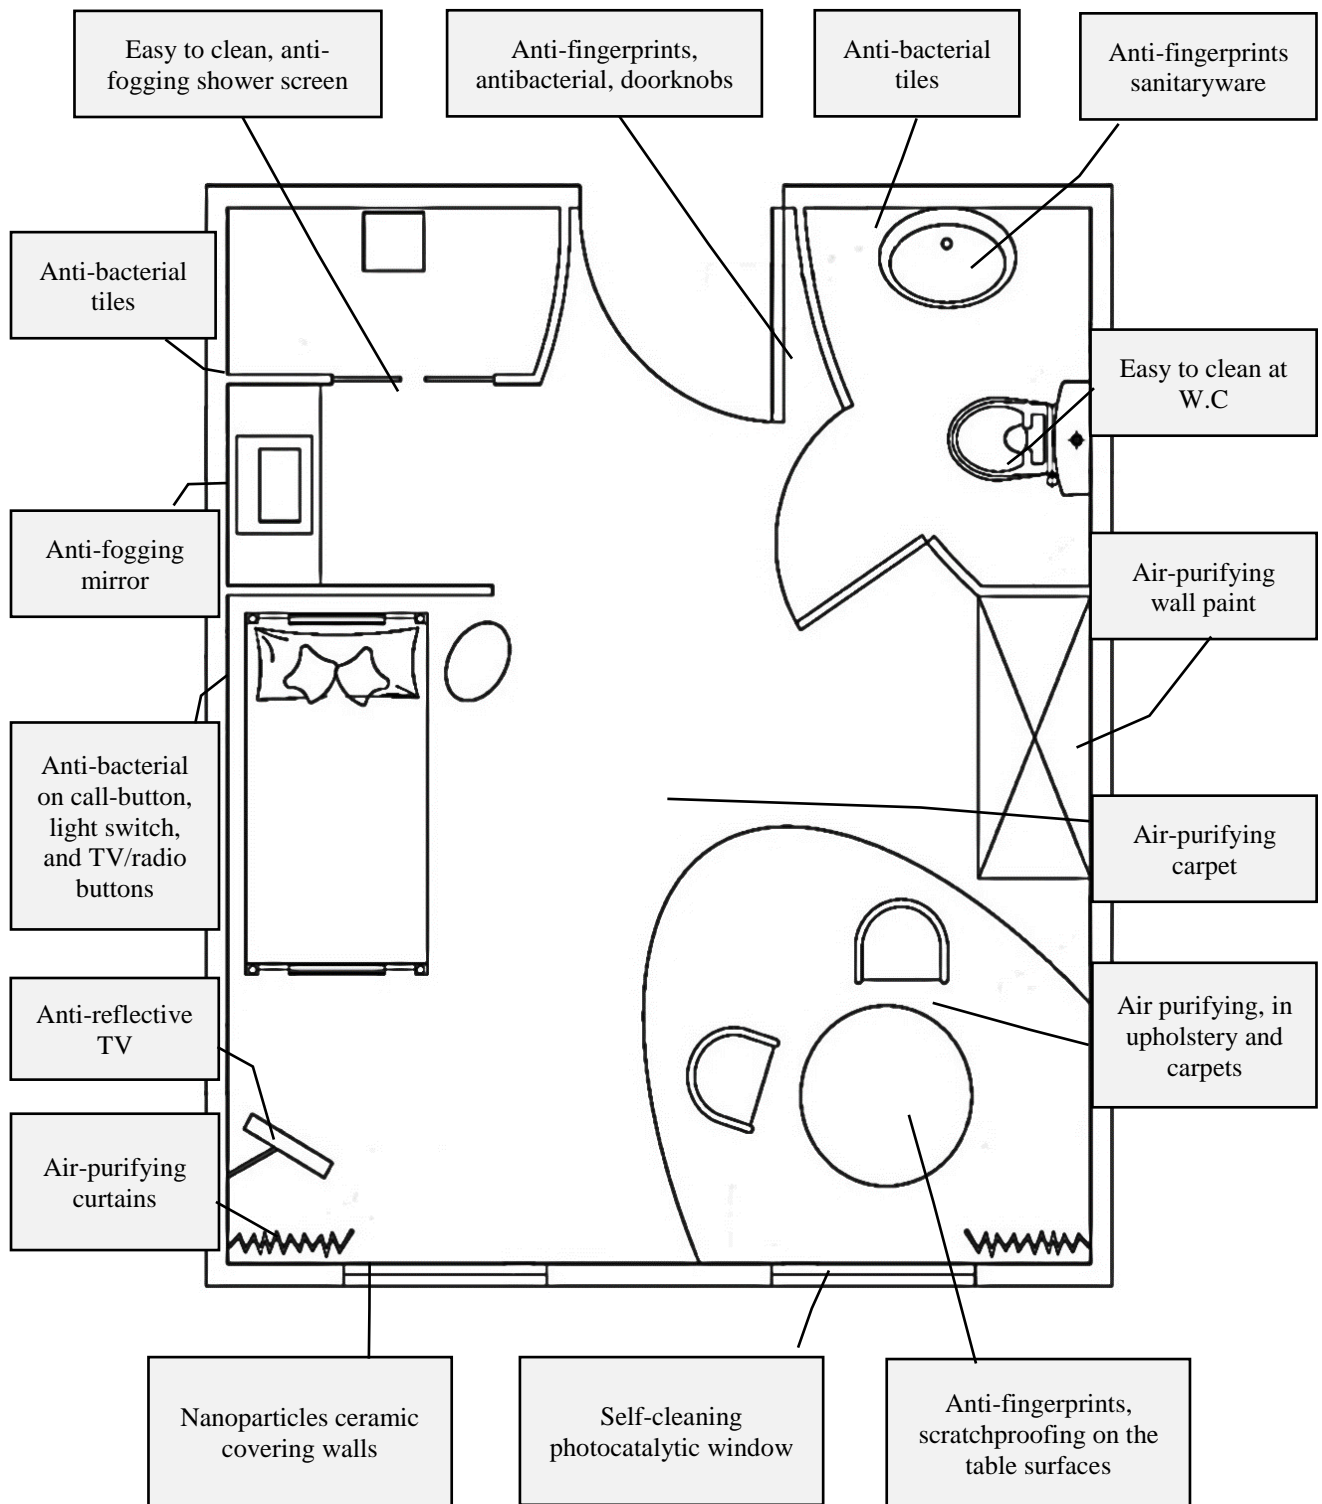 Easy to clean, anti-
fogging shower screen
Anti-fingerprints,
antibacterial, doorknobs
Anti-bacterial
tiles
Anti-fingerprints
sanitaryware
Anti-bacterial
tiles
Easy to clean at
W.C
Anti-fogging
mirror
Air-purifying
wall paint
Anti-bacterial
on call-button,
light switch,
and TV/radio
buttons
Air-purifying
carpet
Anti-reflective
TV
Air purifying, in
upholstery and
carpets
Air-purifying
curtains
Nanoparticles ceramic
covering walls
Self-cleaning
photocatalytic window
Anti-fingerprints,
scratchproofing on the
table surfaces